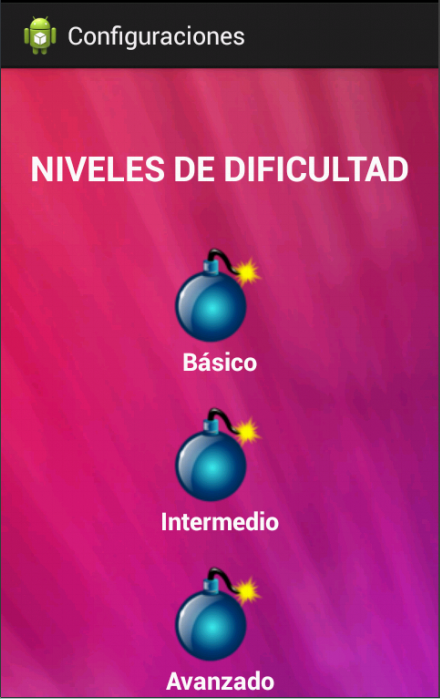 Configuraciones
NIVELES DE DIFICULTAD
Básico
Intermedio
Avanzado